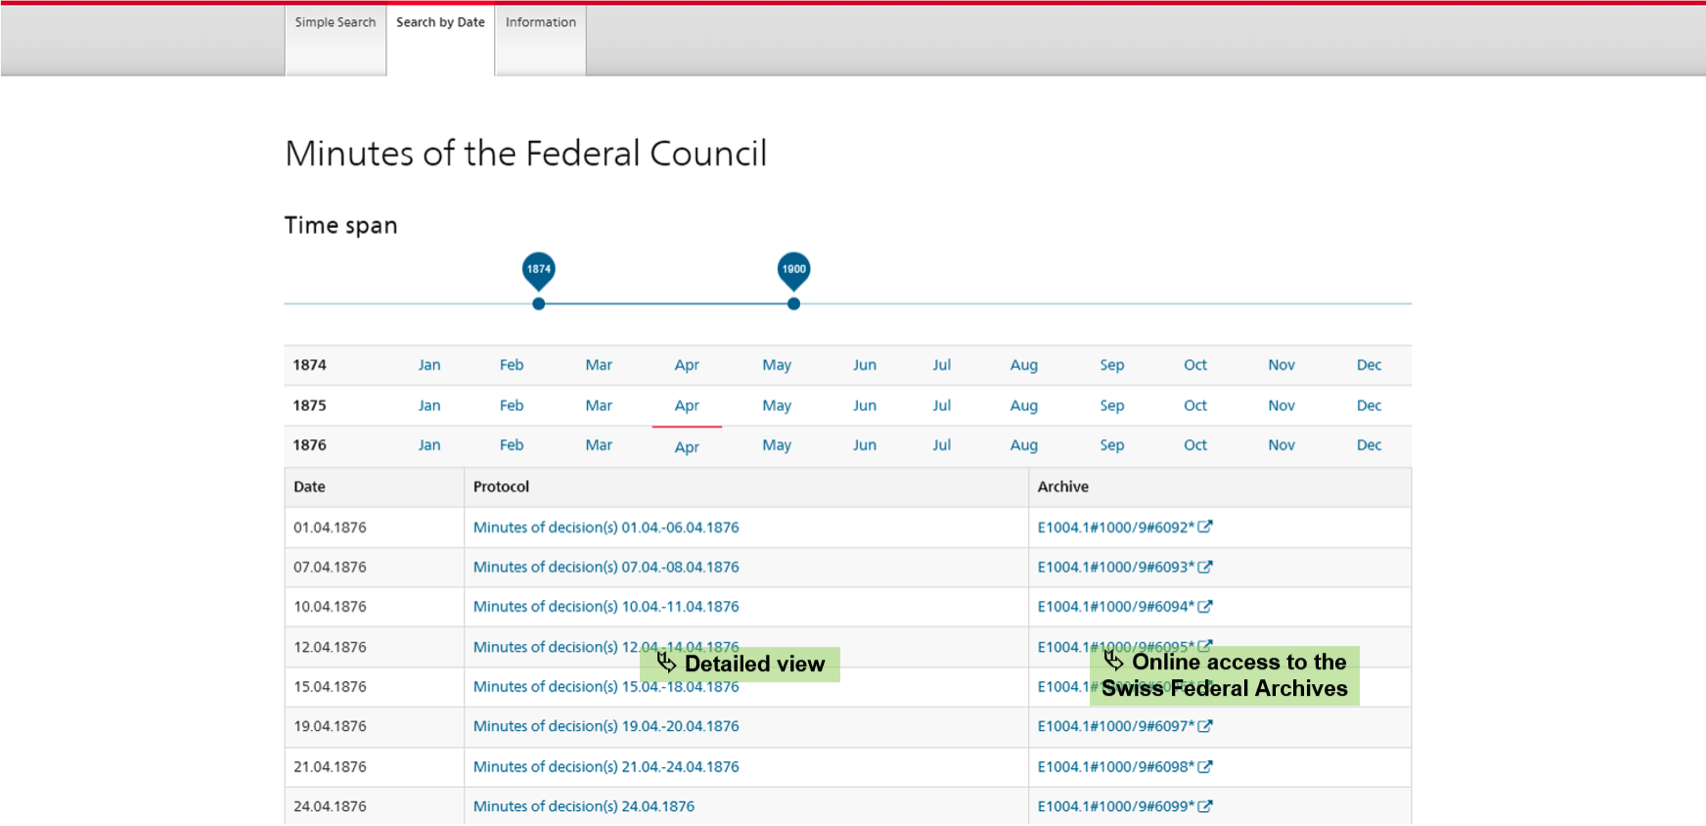 Simple Search Search by Date Information
Minutes of the Federal Council
Time span
1874 1900
1874 Jan Feb Mar Apr May Jun Jul Aug Sep Oct Nov Dec
1875 Jan Feb Mar Apr May Jun Jul Aug Sep Oct Nov Dec
1876 Jan Feb Mar Apr May Jun Jul Aug Sep Oct Nov Dec
Date Protocol Archive
01.04.1876 Minutes of decision(s) 01.04.-06.04.1876 E1004.1#1000/9#6092*
07.04.1876 Minutes of decision(s) 07.04.-08.04.1876 E1004.1#1000/9#6093*
10.04.1876 Minutes of decision(s) 10.04.-11.04.1876 E1004.1#1000/9#6094*
12.04.1876 Minutes of decision(s) 12.04.-14.04.1876 E1004.1#1000/9#6095*
Detailed view Online access to the
Swiss Federal Archives
15.04.1876 Minutes of decision(s) 15.04.-18.04.1876
19.04.1876 Minutes of decision(s) 19.04.-20.04.1876 E1004.1#1000/9#6097*
21.04.1876 Minutes of decision(s) 21.04.-24.04.1876 E1004.1#1000/9#6098*
24.04.1876 Minutes of decision(s) 24.04.1876 E1004.1#1000/9#6099*